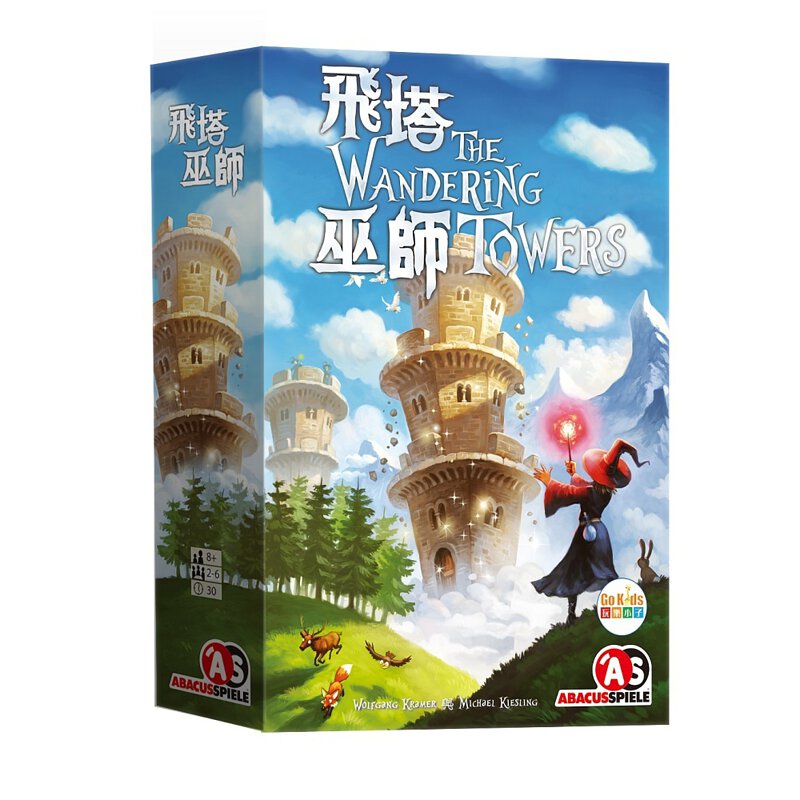 飛塔
巫師
8+
2-6
30
AS
ABACUSSPIELE
飛塔
THE
WANDERING
巫師
TOWERS
Go Kids
玩樂小子
AS
ABACUSSPIELE
WOLFGANG KRAMER 與 MICHAEL KIESLING